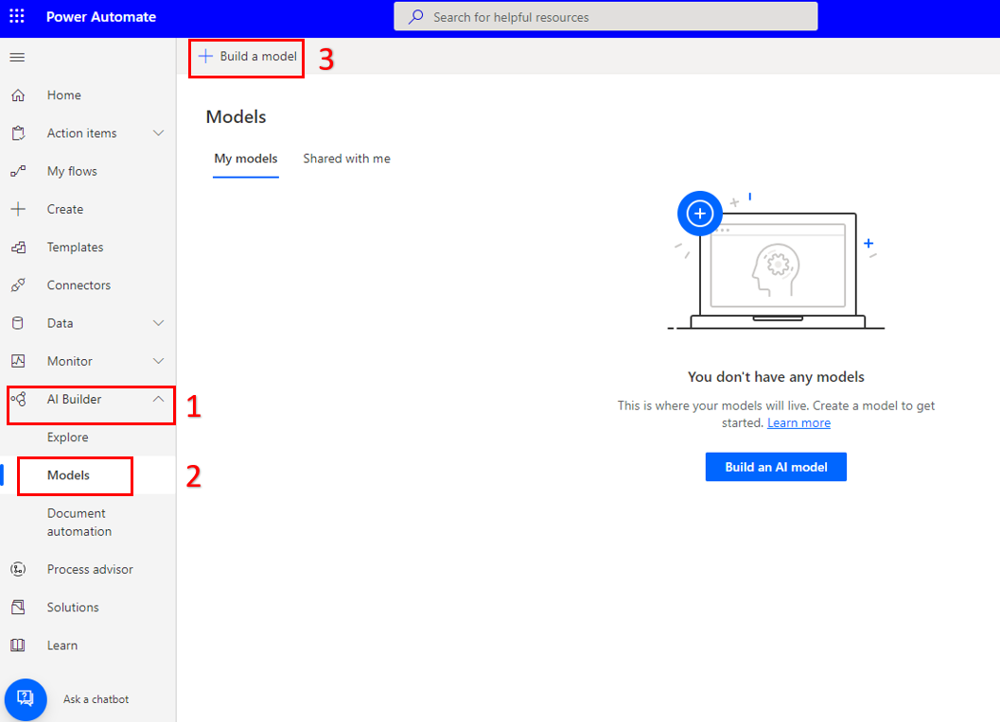 Power Automate
Search for helpful resources
Build a model
3
Home
Action items
My flows
Create
Templates
Connectors
Data
Monitor
AI Builder
1
Explore
Models
2
Document
automation
Process advisor
Solutions
Learn
Ask a chatbot
Models
My models
Shared with me
You don't have any models
This is where your models will live. Create a model to get
started. Learn more
Build an AI model